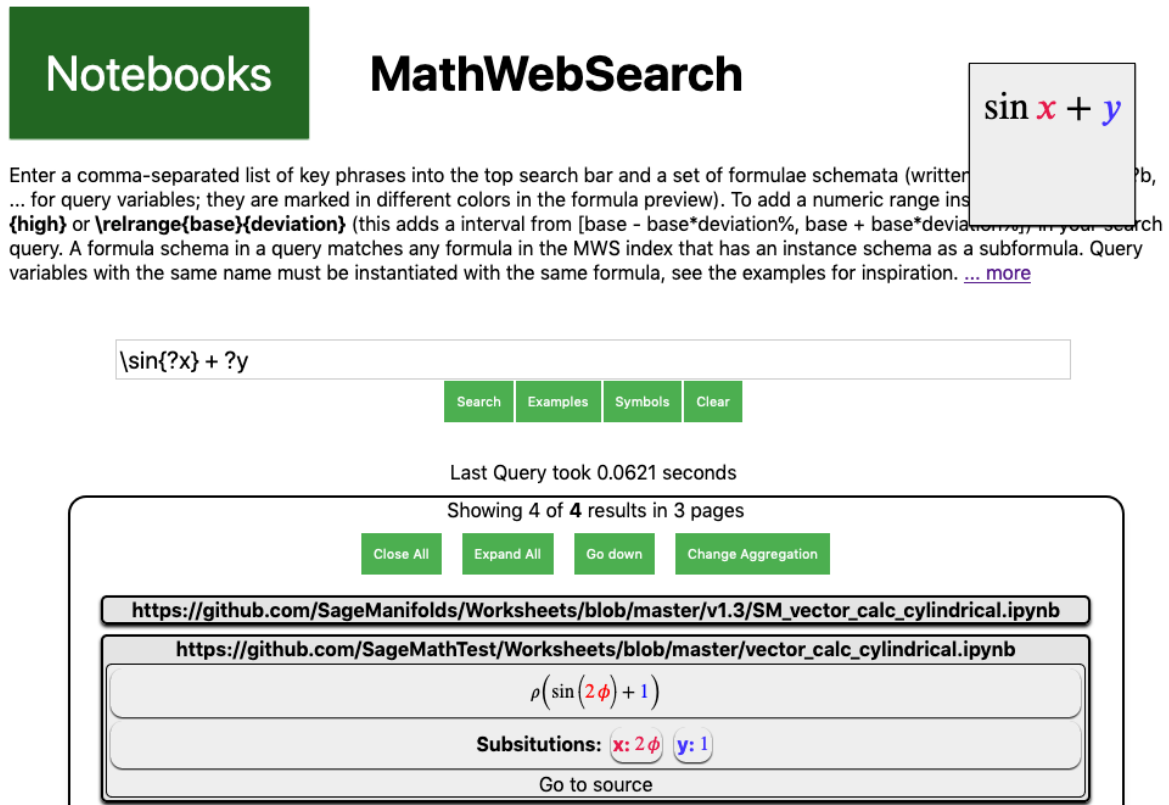 Notebooks
MathWebSearch
sin x + y
Enter a comma-separated list of key phrases into the top search bar and a set of formulae schemata (written ?b,
... for query variables; they are marked in different colors in the formula preview). To add a numeric range
{high} or \relrange{base}{deviation} (this adds a interval from [base - base*deviation%, base + in your search
query. A formula schema in a query matches any formula in the MWS index that has an instance schema as a subformula. Query
variables with the same name must be instantiated with the same formula, see the examples for inspiration. ... more
\sin{?x} + ?y
Search Examples Symbols Clear
Last Query took 0.0621 seconds
Showing 4 of 4 results in 3 pages
Close All Expand All Go down Change Aggregation
https://github.com/SageManifolds/Worksheets/blob/master/v1.3/SM_vector_calc_cylindrical.ipynb
https://github.com/SageMathTest/Worksheets/blob/master/vector_calc_cylindrical.ipynb
ρ(sin(2ϕ) + 1)
Subsitutions: x: 2ϕ y: 1
Go to source